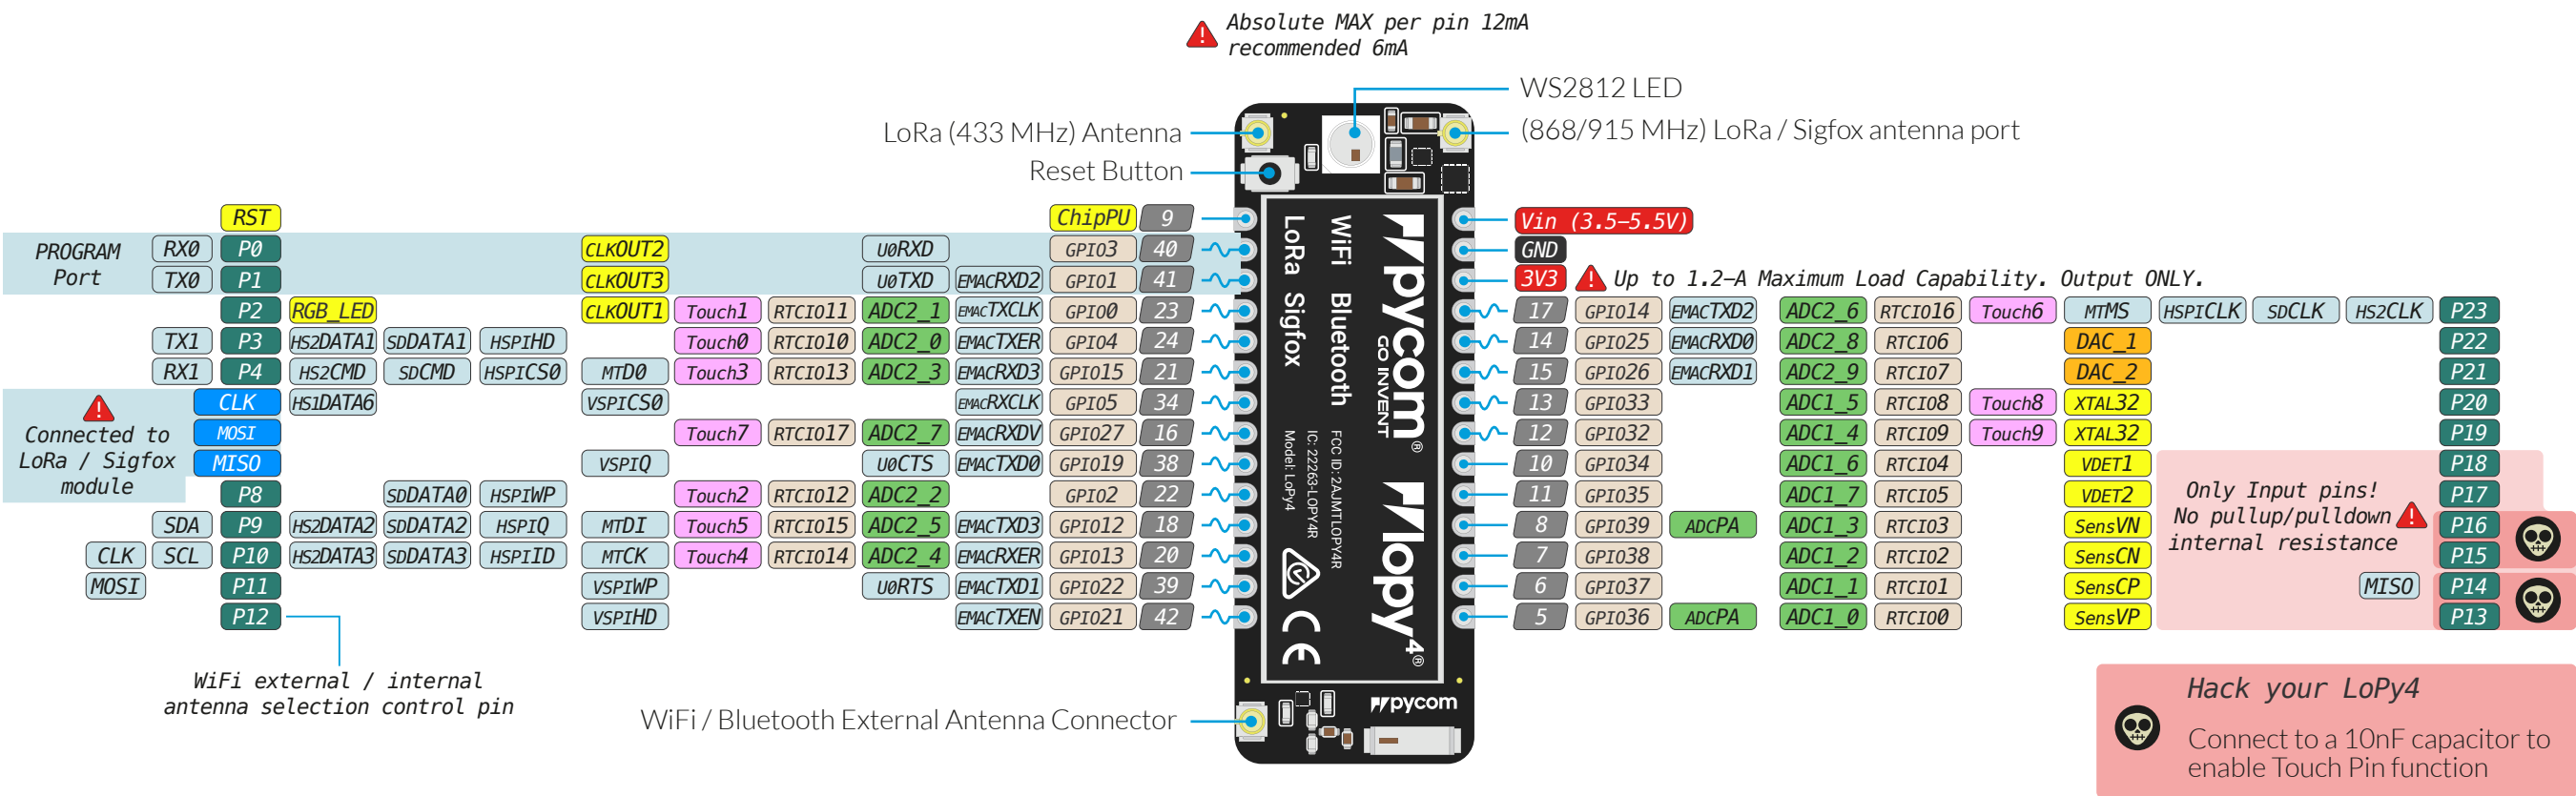 Absolute MAX per pin 12mA
recommended 6mA
WS2812 LED
LoRa (433 MHz) Antenna
(868/915 MHz) LoRa / Sigfox antenna port
Reset Button
RST ChipPU 9 Vin (3.5–5.5V)
PROGRAM
Port
RX0 P0 CLKOUT2 U0RXD GPIO3 40 GND
TX0 P1 CLKOUT3 U0TXD EMACRXD2 GPIO1 41 3V3 Up to 1.2–A Maximum Load Capability. Output ONLY.
P2 RGB_LED CLKOUT1 Touch1 RTCIO11 ADC2_1 EMACTXCLK GPIO0 23 17 GPIO14 EMACTXD2 ADC2_6 RTCIO16 Touch6 MTMS HSPICLK SDCLK HS2CLK P23
TX1 P3 HS2DATA1 SDDATA1 HSPIHD Touch0 RTCIO10 ADC2_0 EMACTXER GPIO4 24 14 GPIO25 EMACRXD0 ADC2_8 RTCIO6 DAC_1 P22
RX1 P4 HS2CMD SDCMD HSPICS0 MTDO Touch3 RTCIO13 ADC2_3 EMACRXD3 GPIO15 21 15 GPIO26 EMACRXD1 ADC2_9 RTCIO7 DAC_2 P21
CLK HS1DATA6 VSPICS0 EMACRXCLK GPIO5 34 13 GPIO33 ADC1_5 RTCIO8 Touch8 XTAL32 P20
MOSI Touch7 RTCIO17 ADC2_7 EMACRXDV GPIO27 16 12 GPIO32 ADC1_4 RTCIO9 Touch9 XTAL32 P19
MISO VSPIQ U0CTS EMACTXD0 GPIO19 38 10 GPIO34 ADC1_6 RTCIO4 VDET1 P18
Connected to
LoRa / Sigfox
module
P8 SDDATA0 HSPIWP Touch2 RTCIO12 ADC2_2 GPIO2 22 11 GPIO35 ADC1_7 RTCIO5 VDET2 P17
SDA P9 HS2DATA2 SDDATA2 HSPIQ MTDI Touch5 RTCIO15 ADC2_5 EMACTXD3 GPIO12 18 8 GPIO39 ADCPA ADC1_3 RTCIO3 SensVN P16
CLK SCL P10 HS2DATA3 SDDATA3 HSPIID MTCK Touch4 RTCIO14 ADC2_4 EMACRXER GPIO13 20 7 GPIO38 ADC1_2 RTCIO2 SensCN P15
MOSI P11 VSPIWP U0RTS EMACTXD1 GPIO22 39 6 GPIO37 ADC1_1 RTCIO1 SensCP MISO P14
P12 VSPIHD EMACTXEN GPIO21 42 5 GPIO36 ADCPA ADC1_0 RTCIO0 SensVP P13
Only Input pins!
No pullup/pulldown
internal resistance
WiFi Bluetooth
LoRa Sigfox
pycom®
GO INVENT
lopy4®
FCC ID: 2AJMTLOPY4R
IC: 22263-LOPY4R
Model: LoPy4
CE
pycom
WiFi external / internal
antenna selection control pin
WiFi / Bluetooth External Antenna Connector
Hack your LoPy4
Connect to a 10nF capacitor to
enable Touch Pin function